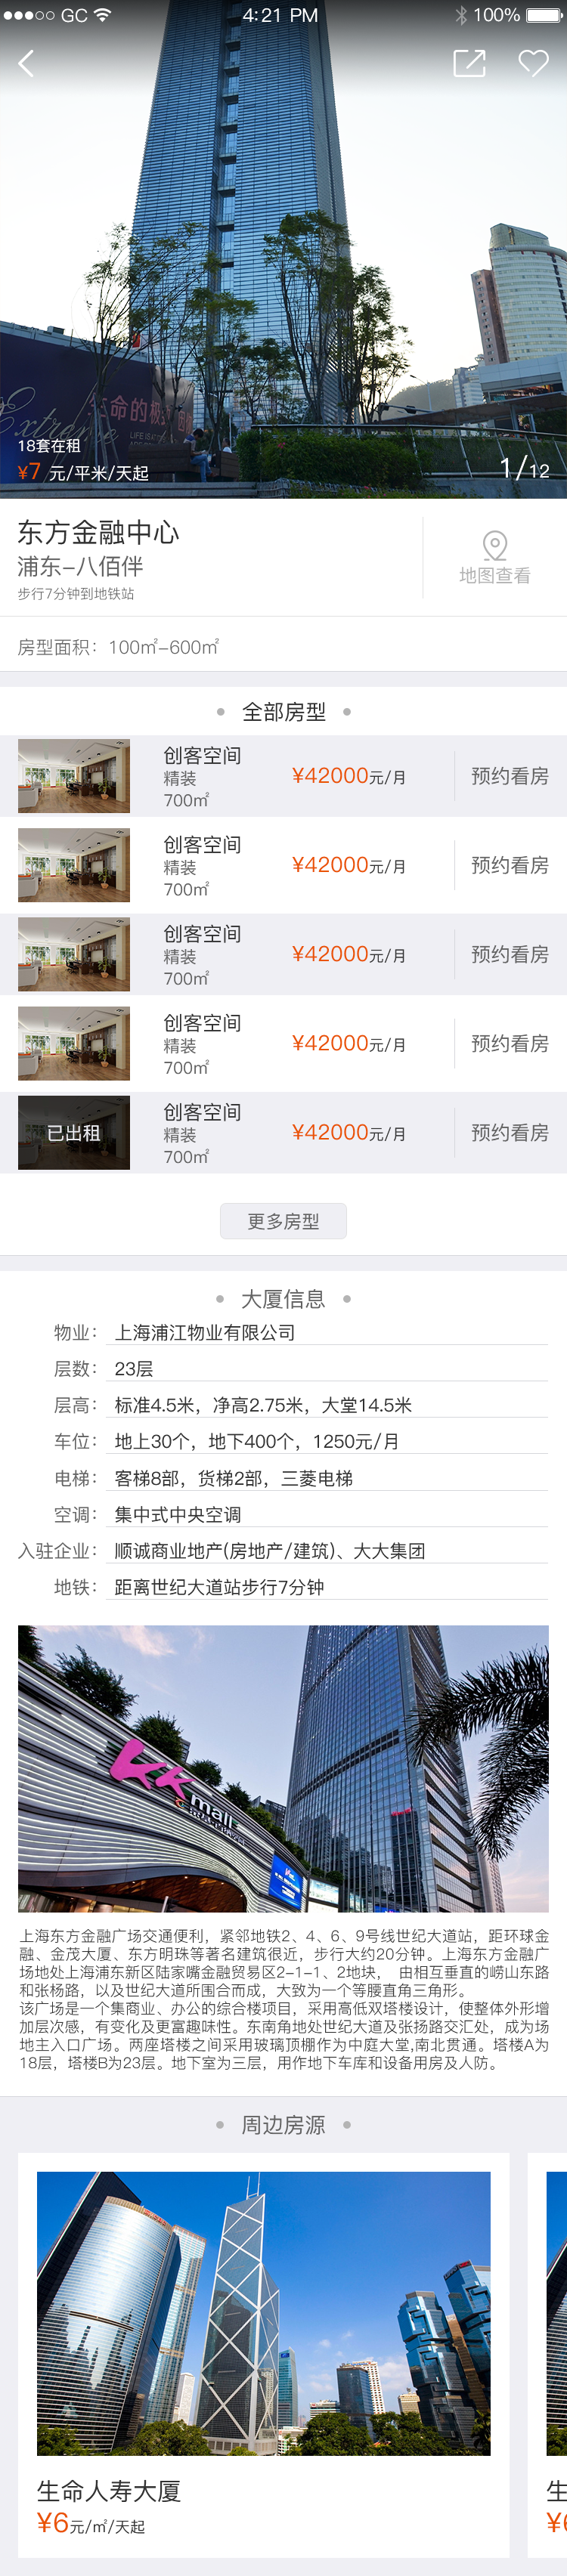 GC 4:21 PM 100%
生命的极
Extreme
LIFE IS A
18套在租
¥7 元/平米/天起
1/12
东方金融中心
浦东-八佰伴
步行7分钟到地铁站
地图查看
房型面积：100㎡-600㎡
全部房型
创客空间
精装
700㎡
¥42000元/月
预约看房
创客空间
精装
700㎡
¥42000元/月
预约看房
创客空间
精装
700㎡
¥42000元/月
预约看房
创客空间
精装
700㎡
¥42000元/月
预约看房
已出租
创客空间
精装
700㎡
¥42000元/月
预约看房
更多房型
大厦信息
物业： 上海浦江物业有限公司
层数： 23层
层高： 标准4.5米，净高2.75米，大堂14.5米
车位： 地上30个，地下400个，1250元/月
电梯： 客梯8部，货梯2部，三菱电梯
空调： 集中式中央空调
入驻企业： 顺诚商业地产(房地产/建筑)、大大集团
地铁： 距离世纪大道站步行7分钟
KK mall
上海东方金融广场交通便利，紧邻地铁2、4、6、9号线世纪大道站，距环球金
融、金茂大厦、东方明珠等著名建筑很近，步行大约20分钟。上海东方金融广
场地处上海浦东新区陆家嘴金融贸易区2-1-1、2地块， 由相互垂直的崂山东路
和张杨路，以及世纪大道所围合而成，大致为一个等腰直角三角形。
该广场是一个集商业、办公的综合楼项目，采用高低双塔楼设计，使整体外形增
加层次感，有变化及更富趣味性。东南角地处世纪大道及张扬路交汇处，成为场
地主入口广场。两座塔楼之间采用玻璃顶棚作为中庭大堂,南北贯通。塔楼A为
18层，塔楼B为23层。地下室为三层，用作地下车库和设备用房及人防。
周边房源
生命人寿大厦
¥6元/㎡/天起
生
¥6